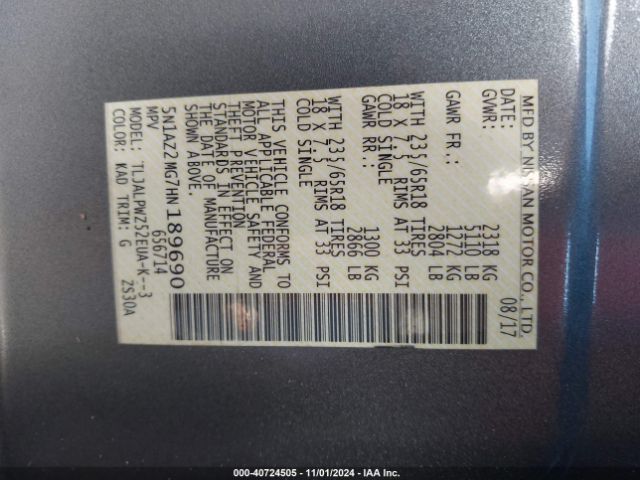 MFD BY NISSAN MOTOR CO., LTD.
DATE: 08/17
GVWR: 2318 KG
5110 LB
GAWR FR.: 1272 KG
2804 LB
WITH 235/65R18 TIRES
18 X 7.5 RIMS AT 33 PSI
COLD SINGLE
GAWR RR.: 1300 KG
2866 LB
WITH 235/65R18 TIRES
18 X 7.5 RIMS AT 33 PSI
COLD SINGLE
THIS VEHICLE CONFORMS TO
ALL APPLICABLE FEDERAL
MOTOR VEHICLE SAFETY AND
THEFT PREVENTION
STANDARDS IN EFFECT ON
THE DATE OF MANUFACTURE
SHOWN ABOVE.
5N1AZ2MG7HN189690
MPV 656714
MODEL: TLJALPWZ52EUA-K--3
COLOR: KAD TRIM: G 2S30A
000-40724505 - 11/01/2024 - IAA Inc.